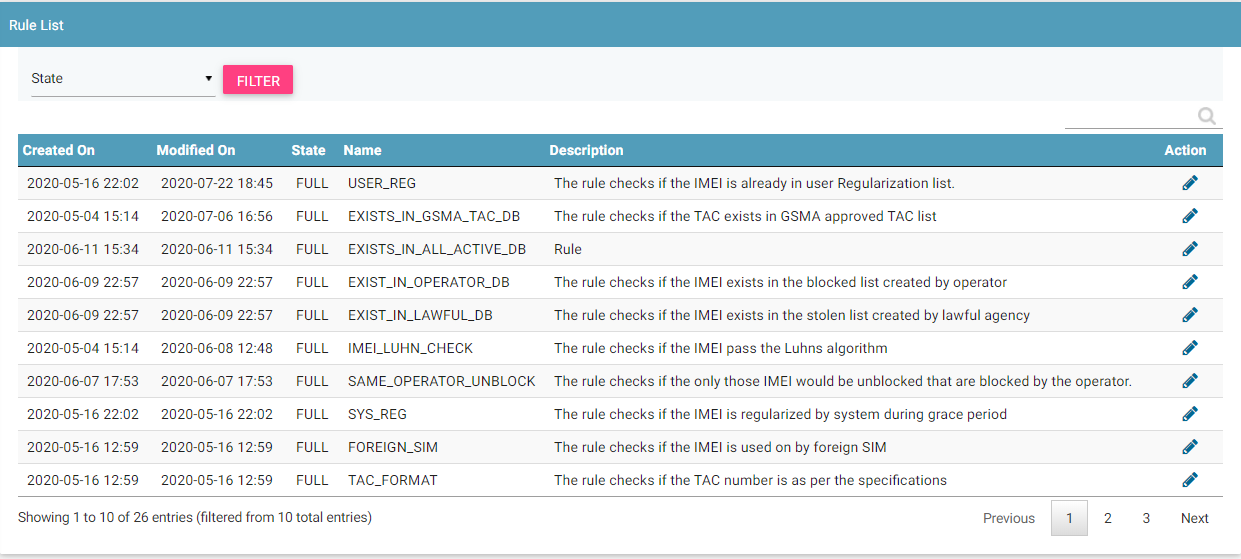 Rule List
State FILTER
Created On Modified On State Name Description Action
2020-05-16 22:02 2020-07-22 18:45 FULL USER_REG The rule checks if the IMEI is already in user Regularization list.
2020-05-04 15:14 2020-07-06 16:56 FULL EXISTS_IN_GSMA_TAC_DB The rule checks if the TAC exists in GSMA approved TAC list
2020-06-11 15:34 2020-06-11 15:34 FULL EXISTS_IN_ALL_ACTIVE_DB Rule
2020-06-09 22:57 2020-06-09 22:57 FULL EXIST_IN_OPERATOR_DB The rule checks if the IMEI exists in the blocked list created by operator
2020-06-09 22:57 2020-06-09 22:57 FULL EXIST_IN_LAWFUL_DB The rule checks if the IMEI exists in the stolen list created by lawful agency
2020-05-04 15:14 2020-06-08 12:48 FULL IMEI_LUHN_CHECK The rule checks if the IMEI pass the Luhns algorithm
2020-06-07 17:53 2020-06-07 17:53 FULL SAME_OPERATOR_UNBLOCK The rule checks if the only those IMEI would be unblocked that are blocked by the operator.
2020-05-16 22:02 2020-05-16 22:02 FULL SYS_REG The rule checks if the IMEI is regularized by system during grace period
2020-05-16 12:59 2020-05-16 12:59 FULL FOREIGN_SIM The rule checks if the IMEI is used on by foreign SIM
2020-05-16 12:59 2020-05-16 12:59 FULL TAC_FORMAT The rule checks if the TAC number is as per the specifications
Showing 1 to 10 of 26 entries (filtered from 10 total entries) Previous 1 2 3 Next